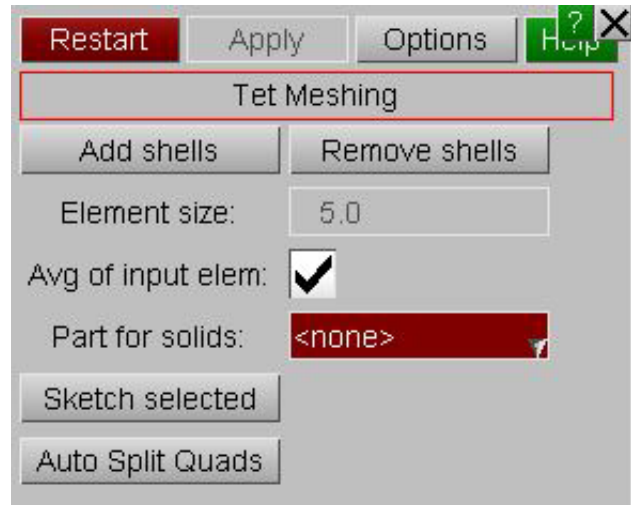 Restart Apply Options Help ?
Tet Meshing
Add shells Remove shells
Element size: 5.0
Avg of input elem:
Part for solids: <none>
Sketch selected
Auto Split Quads